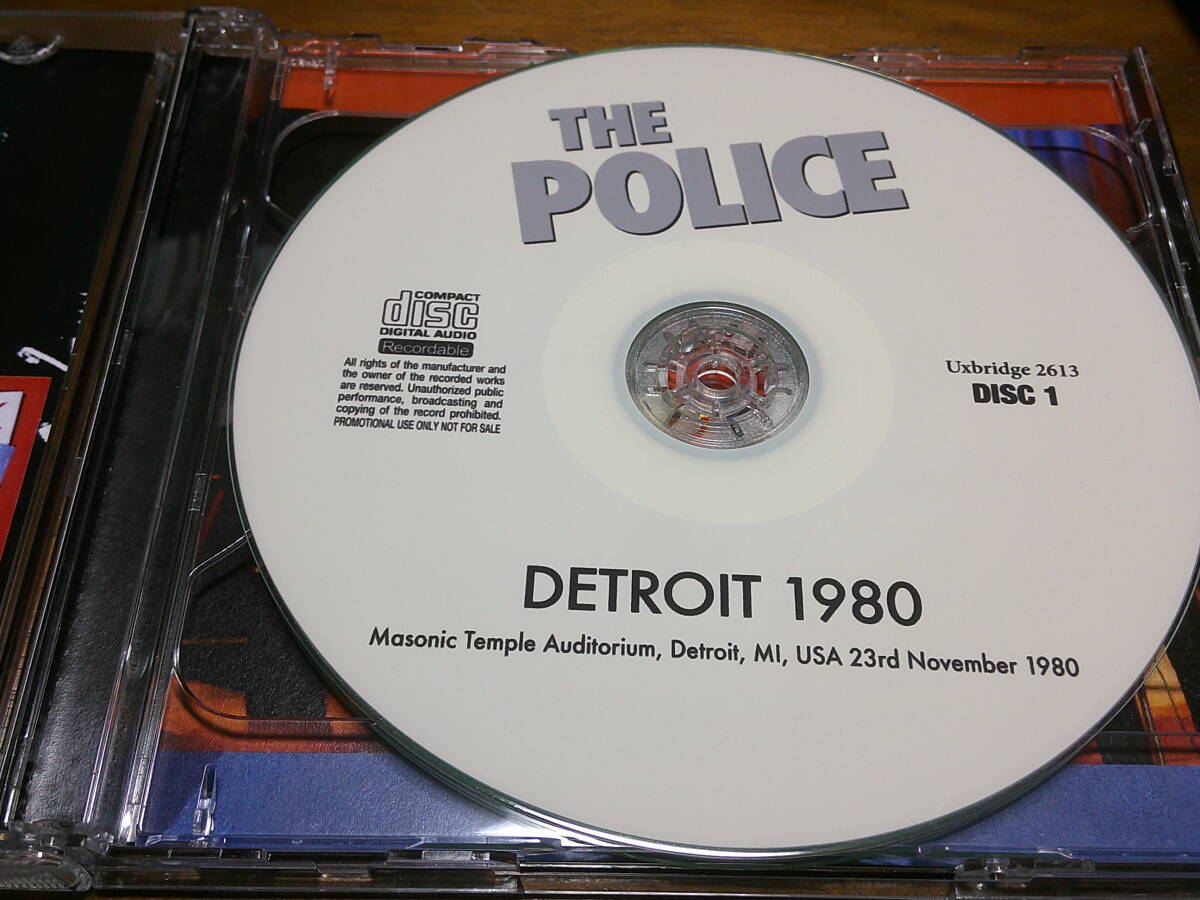 THE
POLICE
COMPACT
disc
DIGITAL AUDIO
Recordable
All rights of the manufacturer and
the owner of the recorded works
are reserved. Unauthorized public
performance, broadcasting and
copying of the record prohibited.
PROMOTIONAL USE ONLY NOT FOR SALE
Uxbridge 2613
DISC 1
DETROIT 1980
Masonic Temple Auditorium, Detroit, MI, USA 23rd November 1980